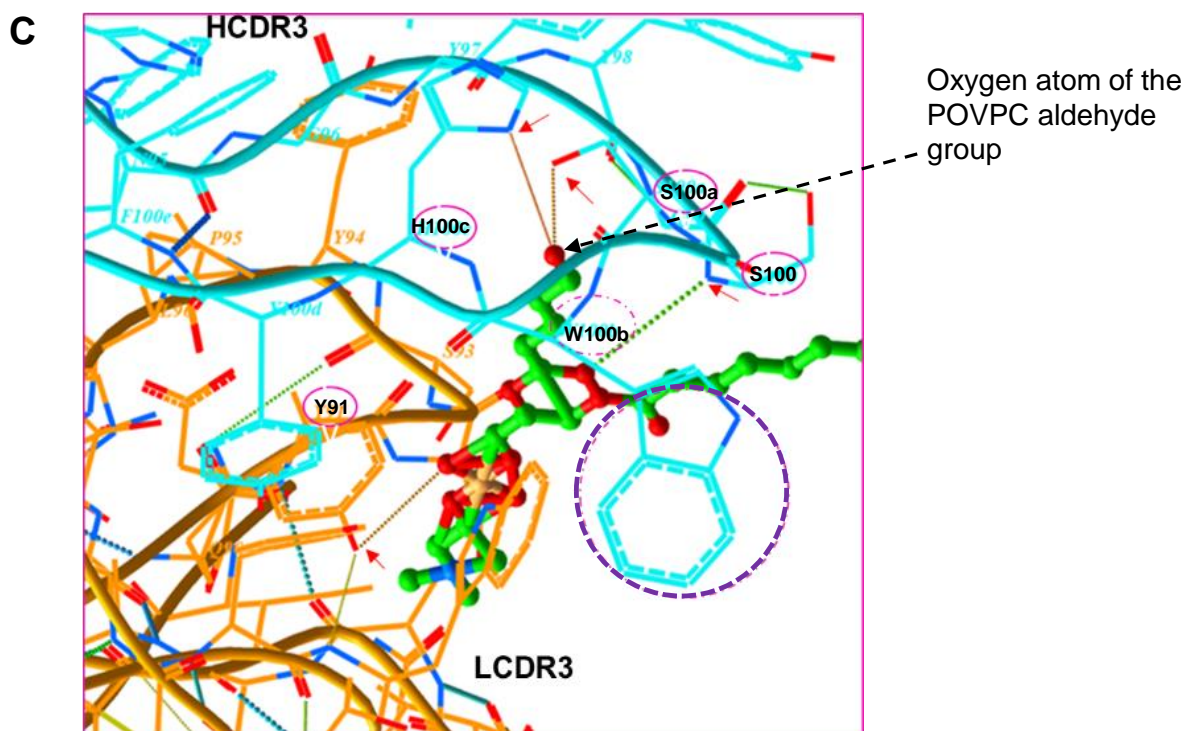 C
HCDR3
Y97
Y98
Oxygen atom of the
POVPC aldehyde
group
S100a
F100e
H100c
P95
Y94
S100
Y100d
W100b
S93
Y91
LCDR3